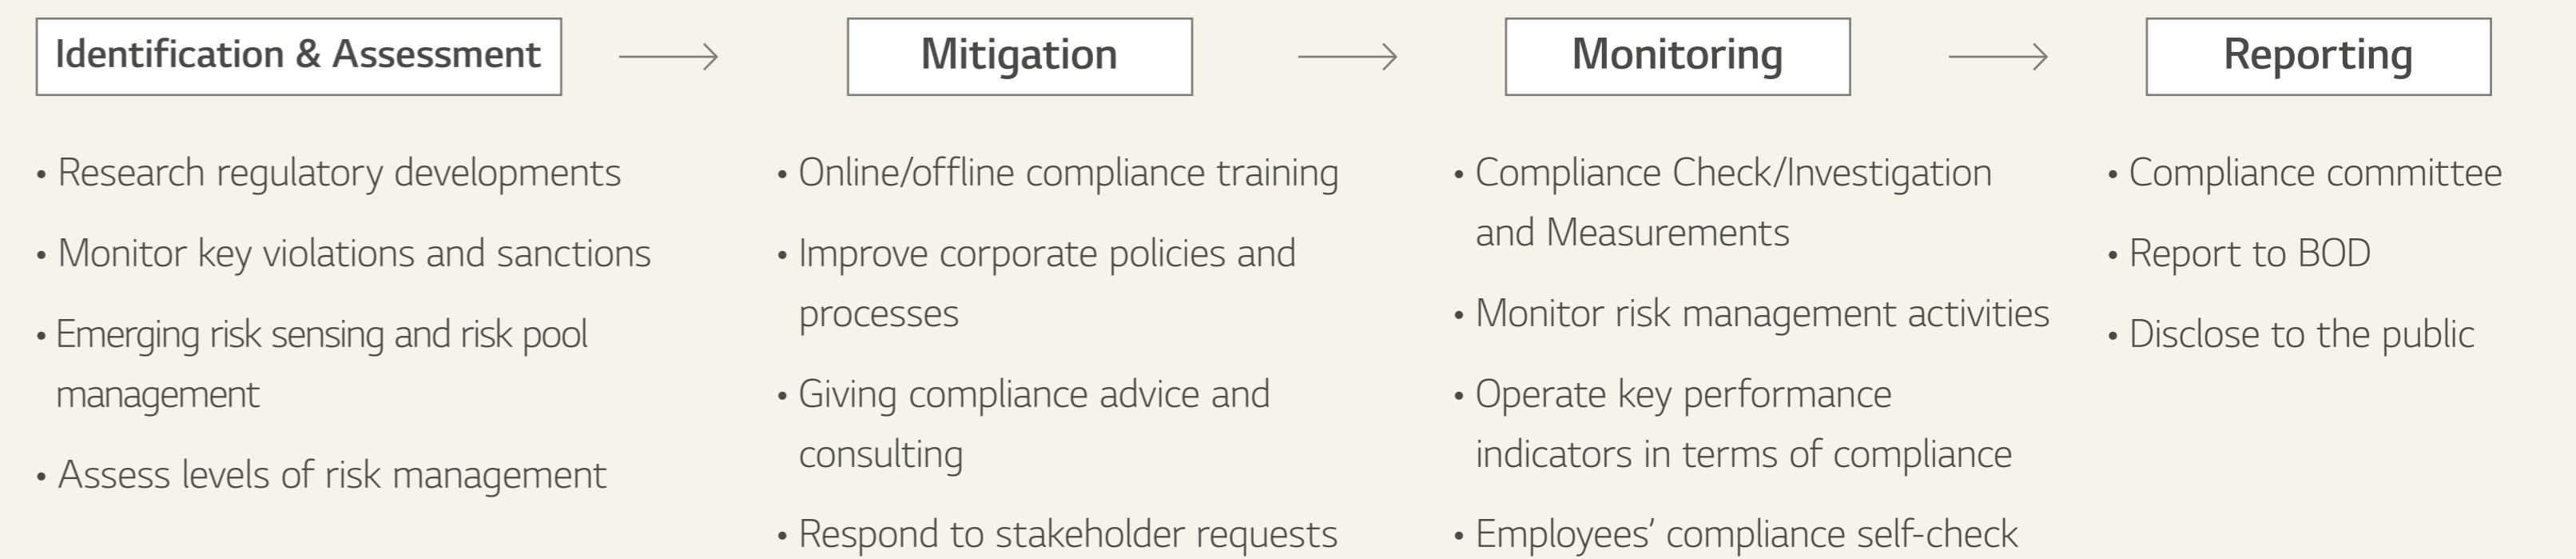 Identification & Assessment
• Research regulatory developments
• Monitor key violations and sanctions
• Emerging risk sensing and risk pool
management
• Assess levels of risk management
Mitigation
• Online/offline compliance training
• Improve corporate policies and
processes
• Giving compliance advice and
consulting
• Respond to stakeholder requests
Monitoring
• Compliance Check/Investigation
and Measurements
• Monitor risk management activities
• Operate key performance
indicators in terms of compliance
• Employees’ compliance self-check
Reporting
• Compliance committee
• Report to BOD
• Disclose to the public